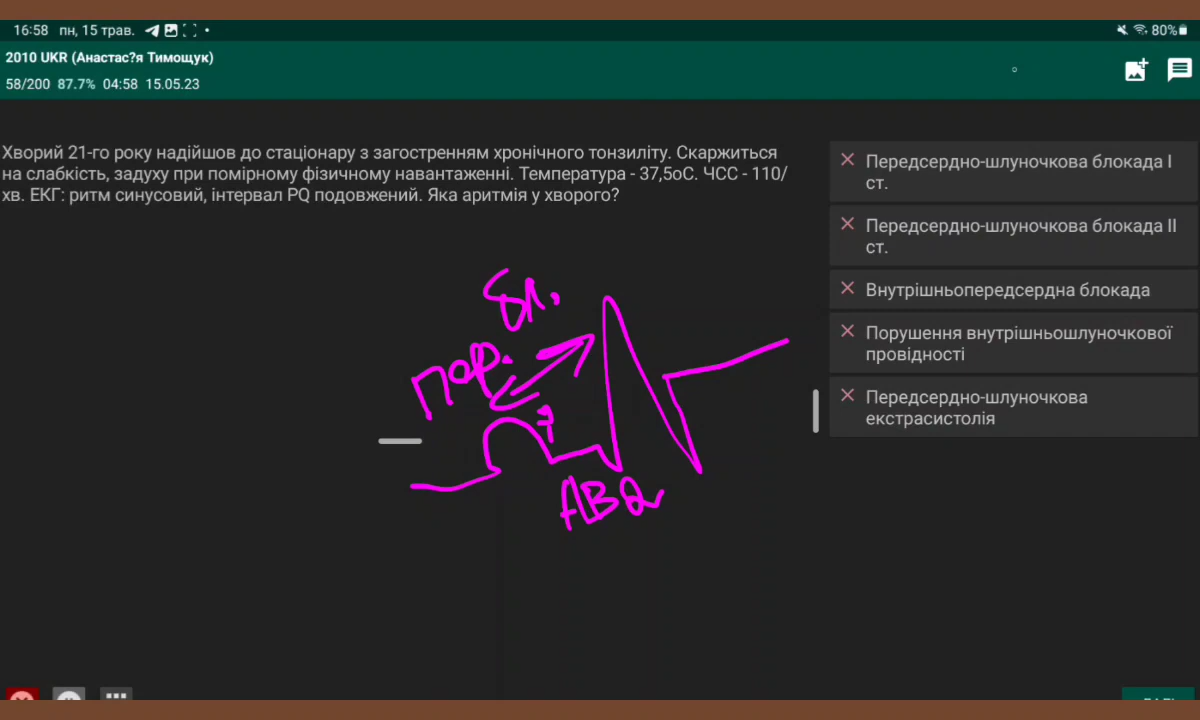 16:58 пн, 15 трав.
80%
2010 UKR (Анастас?я Тимощук)
58/200 87.7% 04:58 15.05.23
Хворий 21-го року надійшов до стаціонару з загостренням хронічного тонзиліту. Скаржиться
на слабкість, задуху при помірному фізичному навантаженні. Температура - 37,5оС. ЧСС - 110/
хв. ЕКГ: ритм синусовий, інтервал PQ подовжений. Яка аритмія у хворого?
Передсердно-шлуночкова блокада I
ст.
Передсердно-шлуночкова блокада II
ст.
Внутрішньопередсердна блокада
Порушення внутрішньошлуночкової
провідності
Передсердно-шлуночкова
екстрасистолія